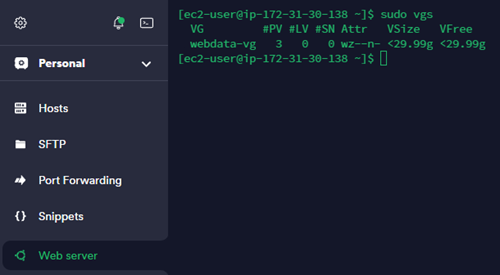 Personal
Hosts
SFTP
Port Forwarding
{} Snippets
Web server
[ec2-user@ip-172-31-30-138 ~]$ sudo vgs
  VG         #PV #LV #SN Attr   VSize   VFree
  webdata-vg   3   0   0 wz--n- <29.99g <29.99g
[ec2-user@ip-172-31-30-138 ~]$